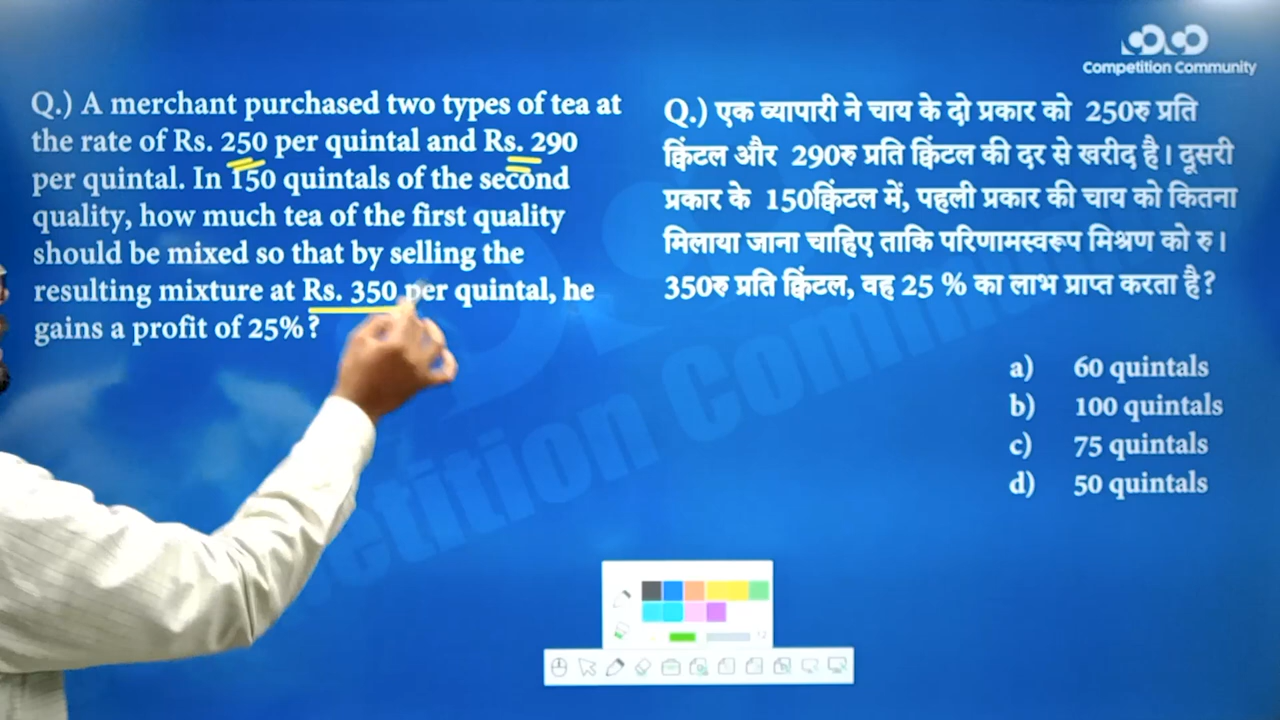 Competition Community
Q.) A merchant purchased two types of tea at
the rate of Rs. 250 per quintal and Rs. 290
per quintal. In 150 quintals of the second
quality, how much tea of the first quality
should be mixed so that by selling the
resulting mixture at Rs. 350 per quintal, he
gains a profit of 25%?
Q.) एक व्यापारी ने चाय के दो प्रकार को 250रु प्रति
क्विंटल और 290रु प्रति क्विंटल की दर से खरीद है। दूसरी
प्रकार के 150क्विंटल में, पहली प्रकार की चाय को कितना
मिलाया जाना चाहिए ताकि परिणामस्वरूप मिश्रण को रु।
350रु प्रति क्विंटल, वह 25 % का लाभ प्राप्त करता है?
a) 60 quintals
b) 100 quintals
c) 75 quintals
d) 50 quintals
12